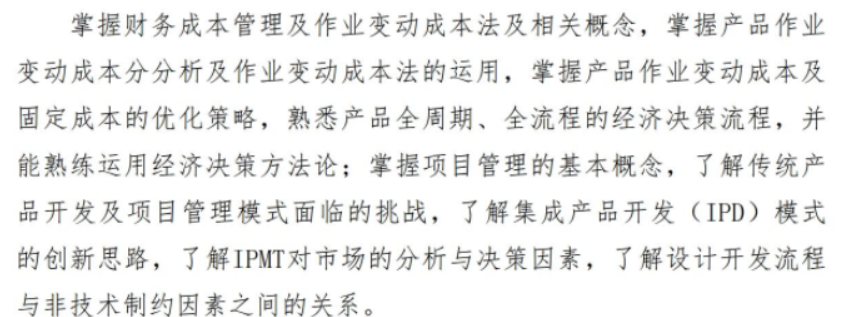 掌握财务成本管理及作业变动成本法及相关概念，掌握产品作业
变动成本分分析及作业变动成本法的运用，掌握产品作业变动成本及
固定成本的优化策略，熟悉产品全周期、全流程的经济决策流程，并
能熟练运用经济决策方法论；掌握项目管理的基本概念，了解传统产
品开发及项目管理模式面临的挑战，了解集成产品开发（IPD）模式
的创新思路，了解IPMT对市场的分析与决策因素，了解设计开发流程
与非技术制约因素之间的关系。